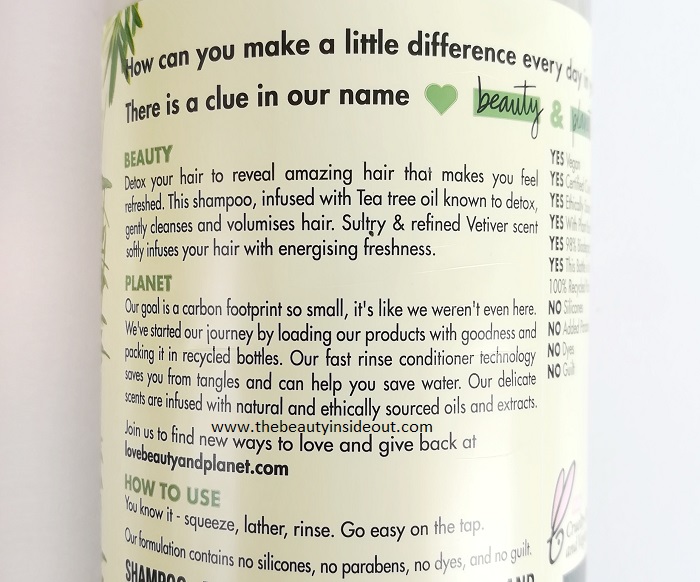 How can you make a little difference every day
There is a clue in our name beauty &
BEAUTY
Detox your hair to reveal amazing hair that makes you feel
refreshed. This shampoo, infused with Tea tree oil known to detox,
gently cleanses and volumises hair. Sultry & refined Vetiver scent
softly infuses your hair with energising freshness.
PLANET
Our goal is a carbon footprint so small, it's like we weren't even here.
We've started our journey by loading our products with goodness and
packing it in recycled bottles. Our fast rinse conditioner technology
saves you from tangles and can help you save water. Our delicate
scents are infused with natural and ethically sourced oils and extracts.
www.thebeautyinsideout.com
Join us to find new ways to love and give back at
lovebeautyandplanet.com
HOW TO USE
You know it - squeeze, lather, rinse. Go easy on the tap.
Our formulation contains no silicones, no parabens, no dyes, and no guilt.
SHAMPOO
YES Vegan
YES
YES
YES With
YES 98%
YES This
100%
NO Silicones
NO Added
NO Dyes
NO Guilt